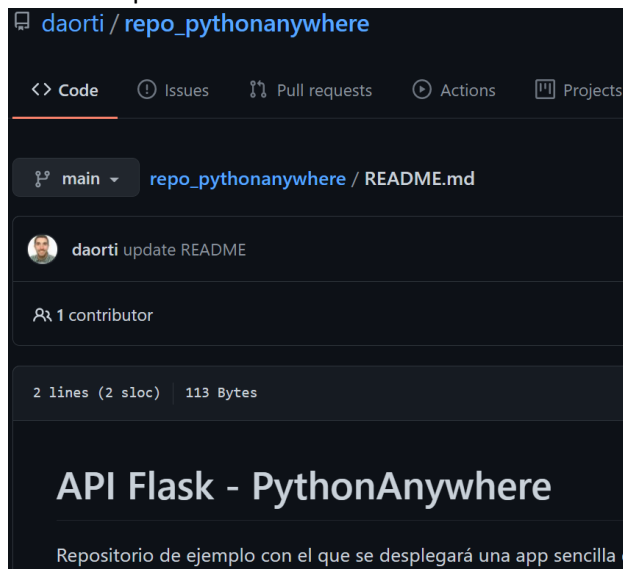 daorti / repo_pythonanywhere
Code Issues Pull requests Actions Projects
main repo_pythonanywhere / README.md
daorti update README
1 contributor
2 lines (2 sloc) 113 Bytes
API Flask - PythonAnywhere
Repositorio de ejemplo con el que se desplegará una app sencilla